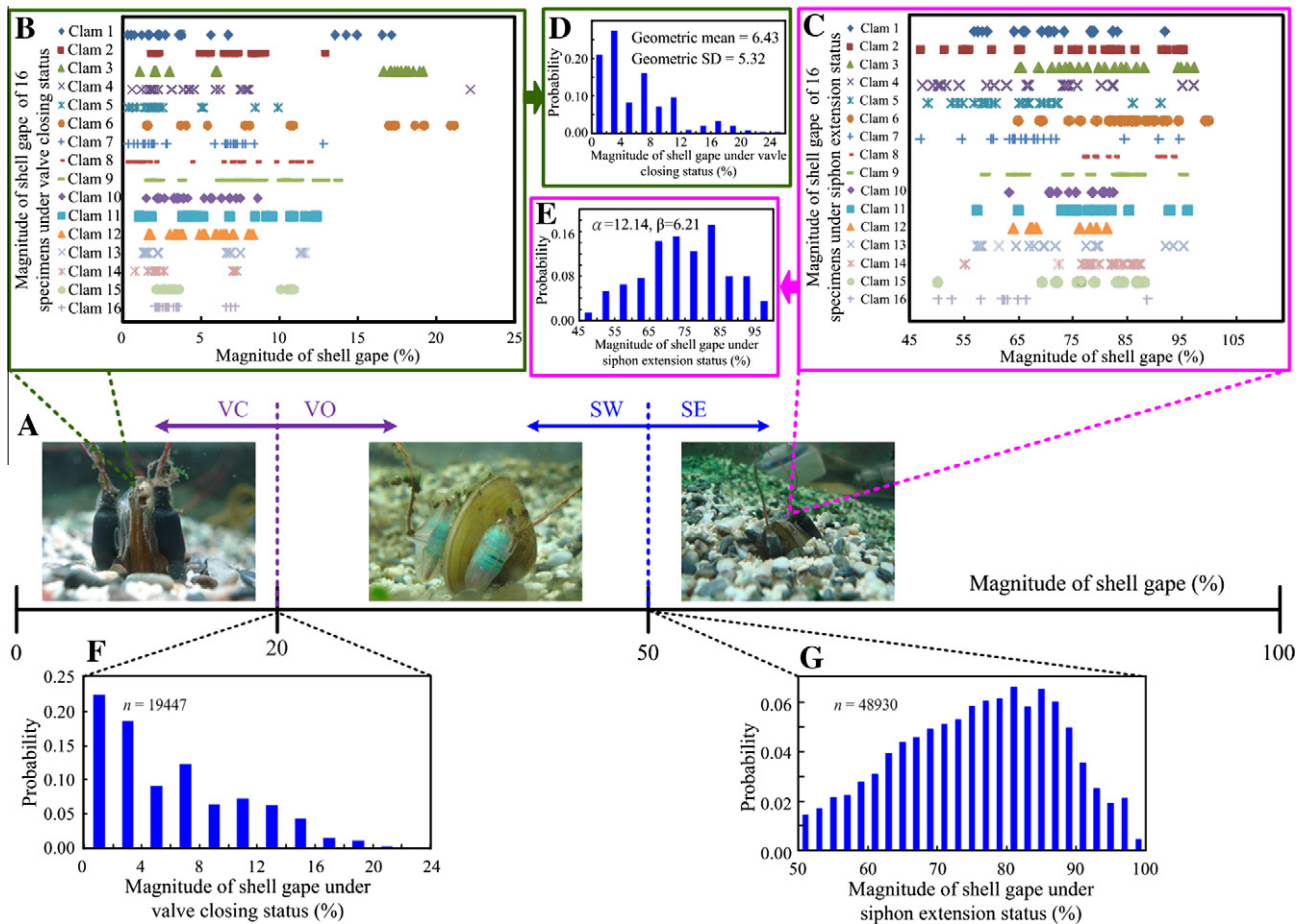 B
Magnitude of shell gape of 16
specimens under valve closing status
Clam 1
Clam 2
Clam 3
Clam 4
Clam 5
Clam 6
Clam 7
Clam 8
Clam 9
Clam 10
Clam 11
Clam 12
Clam 13
Clam 14
Clam 15
Clam 16
0 5 10 15 20 25
Magnitude of shell gape (%)
D
Geometric mean = 6.43
Geometric SD = 5.32
Probability
0.20
0.10
0.00
0 5 10 15 20 25
Magnitude of shell gape under vavle
closing status (%)
E
α=12.14, β=6.21
Probability
0.16
0.08
0.00
45 55 65 75 85 95
Magnitude of shell gape under
siphon extension status (%)
C
Magnitude of shell gape of 16
specimens under siphon extension status
Clam 1
Clam 2
Clam 3
Clam 4
Clam 5
Clam 6
Clam 7
Clam 8
Clam 9
Clam 10
Clam 11
Clam 12
Clam 13
Clam 14
Clam 15
Clam 16
45 55 65 75 85 95 105
Magnitude of shell gape (%)
A
VC VO SW SE
Magnitude of shell gape (%)
0 20 50 100
F
n = 19447
Probability
0.25
0.20
0.15
0.10
0.05
0.00
0 4 8 12 16 20 24
Magnitude of shell gape under
valve closing status (%)
G
n = 48930
Probability
0.06
0.04
0.02
0.00
50 60 70 80 90 100
Magnitude of shell gape under
siphon extension status (%)